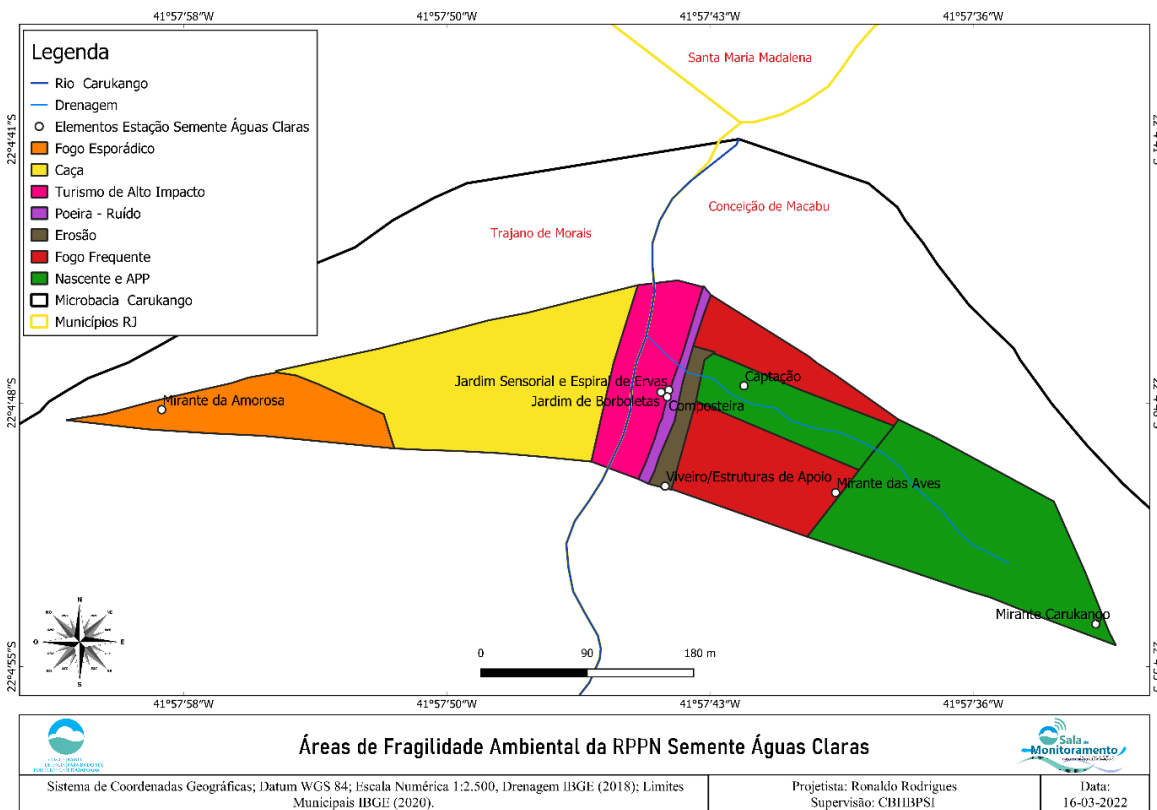 41°57'58"W 41°57'50"W 41°57'43"W 41°57'36"W
Legenda
Rio Carukango
Drenagem
Elementos Estação Semente Águas Claras
Fogo Esporádico
Caça
Turismo de Alto Impacto
Poeira - Ruído
Erosão
Fogo Frequente
Nascente e APP
Microbacia Carukango
Municípios RJ
Santa Maria Madalena
Conceição de Macabu
Trajano de Morais
22°4'41"S
22°4'48"S
22°4'55"S
Captação
Jardim Sensorial e Espiral de Ervas
Jardim de Borboletas
Composteira
Mirante da Amorosa
Viveiro/Estruturas de Apoio
Mirante das Aves
Mirante Carukango
N
O E
S
0 90 180 m
41°57'58"W 41°57'50"W 41°57'43"W 41°57'36"W
Áreas de Fragilidade Ambiental da RPPN Semente Águas Claras
Sala de
Monitoramento
Sistema de Coordenadas Geográficas; Datum WGS 84; Escala Numérica 1:2.500, Drenagem IBGE (2018); Limites
Municipais IBGE (2020).
Projetista: Ronaldo Rodrigues
Supervisão: CBHBPSI
Data:
16-03-2022